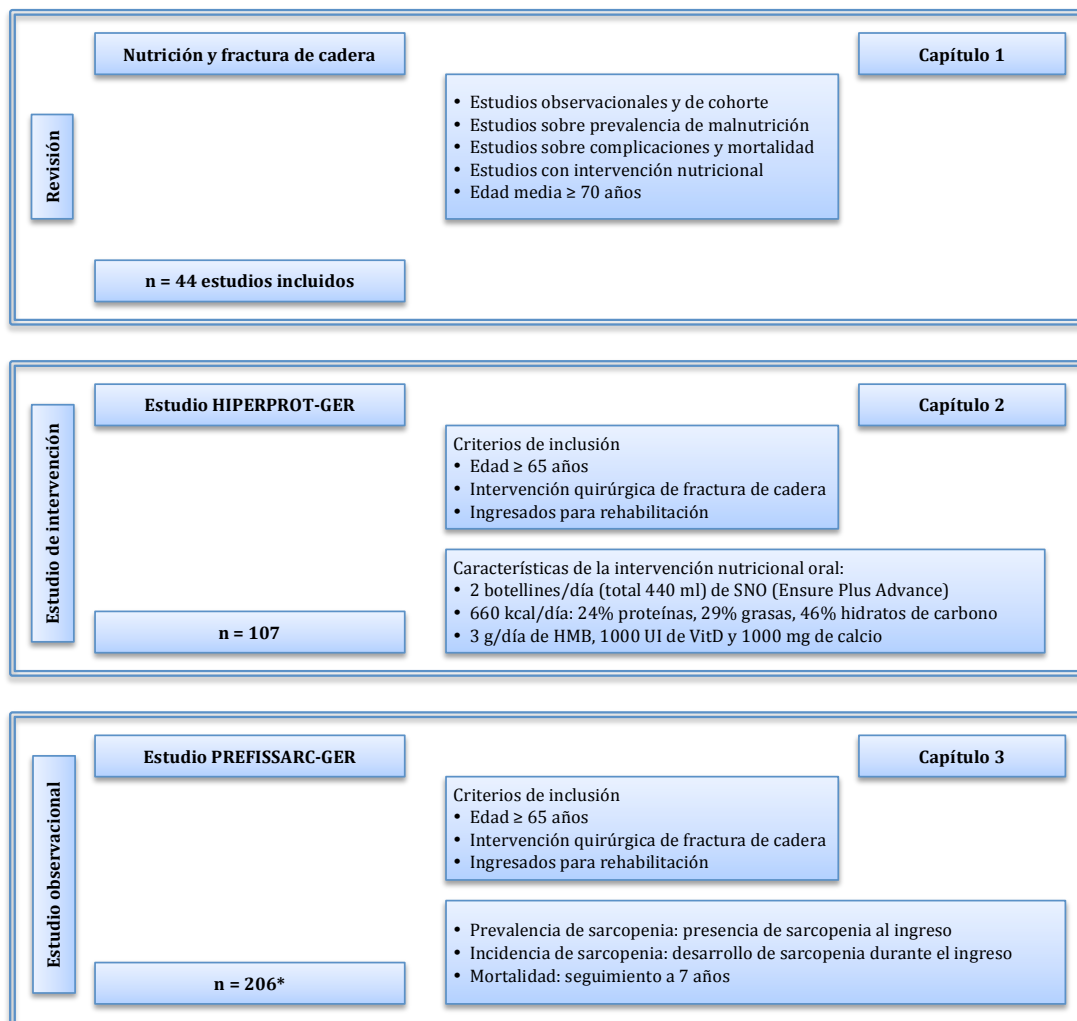 Revisión
Nutrición y fractura de cadera
Capítulo 1
• Estudios observacionales y de cohorte
• Estudios sobre prevalencia de malnutrición
• Estudios sobre complicaciones y mortalidad
• Estudios con intervención nutricional
• Edad media ≥ 70 años
n = 44 estudios incluidos
Estudio de intervención
Estudio HIPERPROT-GER
Capítulo 2
Criterios de inclusión
• Edad ≥ 65 años
• Intervención quirúrgica de fractura de cadera
• Ingresados para rehabilitación
Características de la intervención nutricional oral:
• 2 botellines/día (total 440 ml) de SNO (Ensure Plus Advance)
• 660 kcal/día: 24% proteínas, 29% grasas, 46% hidratos de carbono
• 3 g/día de HMB, 1000 UI de VitD y 1000 mg de calcio
n = 107
Estudio observacional
Estudio PREFISSARC-GER
Capítulo 3
Criterios de inclusión
• Edad ≥ 65 años
• Intervención quirúrgica de fractura de cadera
• Ingresados para rehabilitación
• Prevalencia de sarcopenia: presencia de sarcopenia al ingreso
• Incidencia de sarcopenia: desarrollo de sarcopenia durante el ingreso
• Mortalidad: seguimiento a 7 años
n = 206*